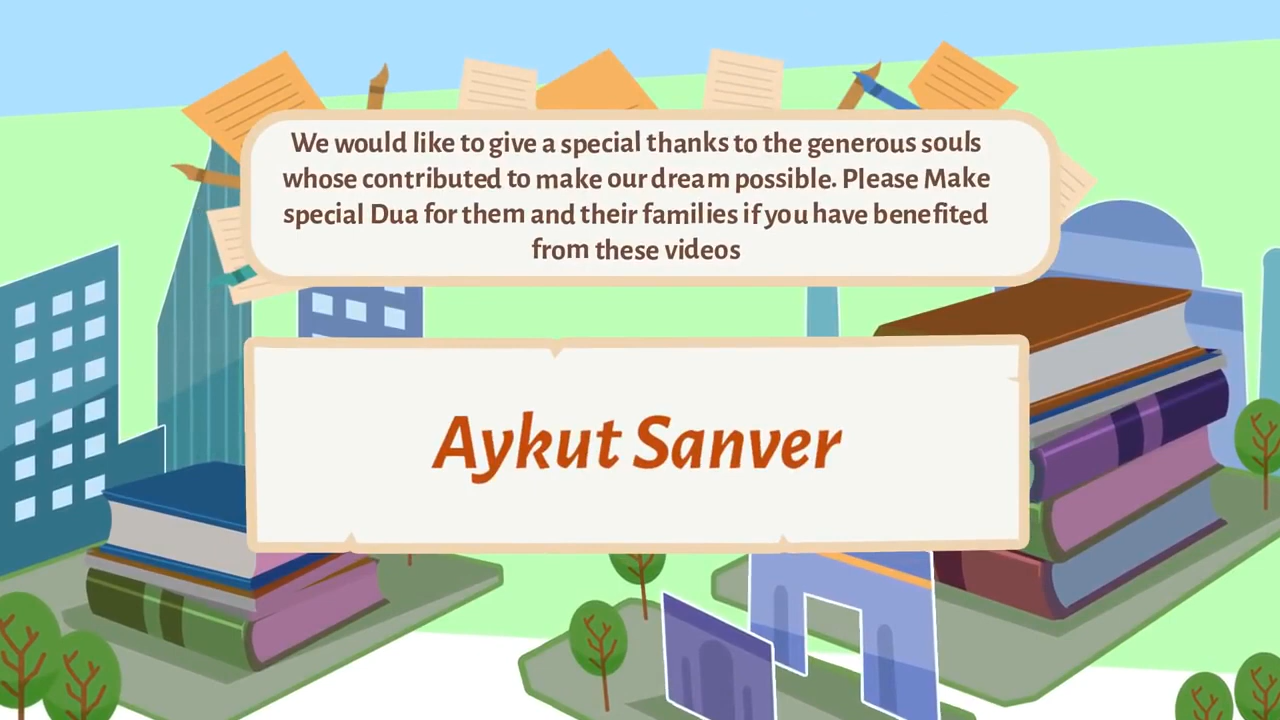 We would like to give a special thanks to the generous souls
whose contributed to make our dream possible. Please Make
special Dua for them and their families if you have benefited
from these videos
Aykut Sanver